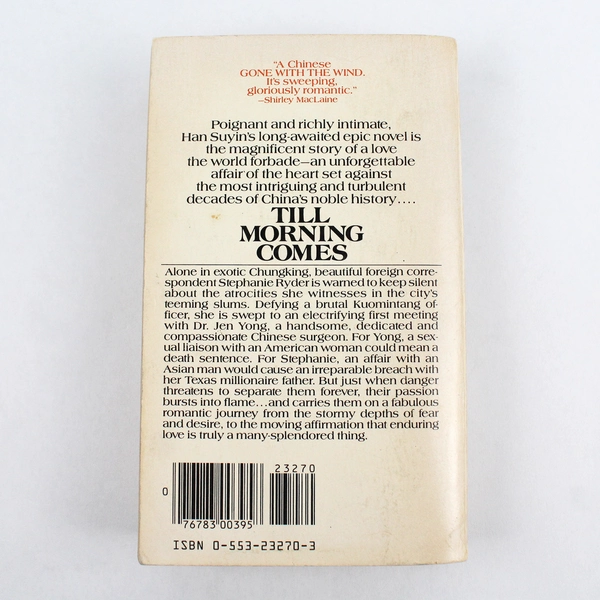 “A Chinese
GONE WITH THE WIND.
It's sweeping,
gloriously romantic.”
—Shirley MacLaine
Poignant and richly intimate,
Han Suyin's long-awaited epic novel is
the magnificent story of a love
the world forbade—an unforgettable
affair of the heart set against
the most intriguing and turbulent
decades of China's noble history....
TILL
MORNING
COMES
Alone in exotic Chungking, beautiful foreign corre-
spondent Stephanie Ryder is warned to keep silent
about the atrocities she witnesses in the city's
teeming slums. Defying a brutal Kuomintang of-
ficer, she is swept to an electrifying first meeting
with Dr. Jen Yong, a handsome, dedicated and
compassionate Chinese surgeon. For Yong, a sex-
ual liaison with an American woman could mean a
death sentence. For Stephanie, an affair with an
Asian man would cause an irreparable breach with
her Texas millionaire father. But just when danger
threatens to separate them forever, their passion
bursts into flame...and carries them on a fabulous
romantic journey from the stormy depths of fear
and desire, to the moving affirmation that enduring
love is truly a many-splendored thing.
23270
0
76783 00395
ISBN 0-553-23270-3